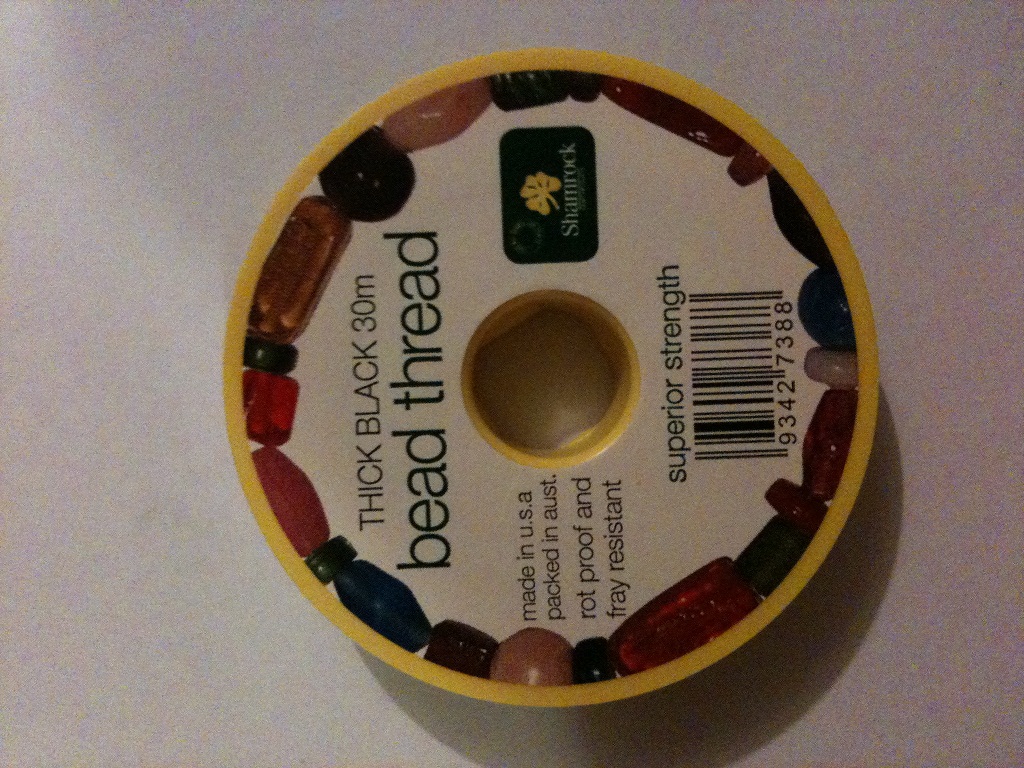 THICK BLACK 30m
bead thread
Shamrock
made in u.s.a
packed in aust.
rot proof and
fray resistant
superior strength
9342 7388